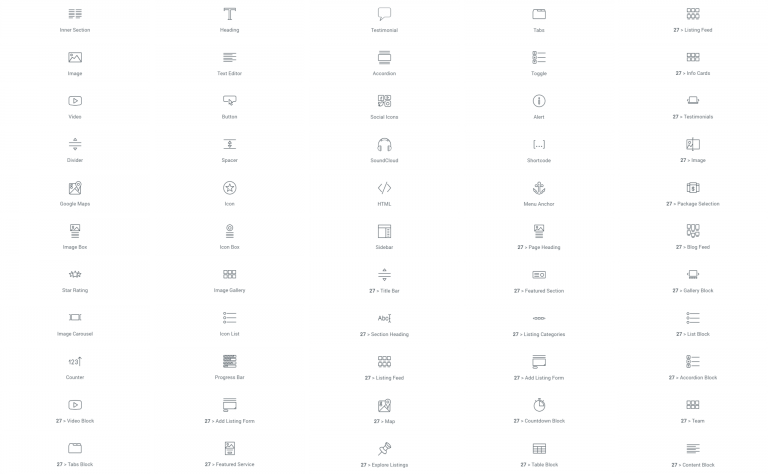 Inner Section
Heading
Testimonial
Tabs
27 > Listing Feed
Image
Text Editor
Accordion
Toggle
27 > Info Cards
Video
Button
Social Icons
Alert
27 > Testimonials
Divider
Spacer
SoundCloud
[...]
Shortcode
27 > Image
Google Maps
Icon
HTML
Menu Anchor
27 > Package Selection
Image Box
Icon Box
Sidebar
27 > Page Heading
27 > Blog Feed
Star Rating
Image Gallery
27 > Title Bar
27 > Featured Section
27 > Gallery Block
Image Carousel
Icon List
Abc
27 > Section Heading
27 > Listing Categories
27 > List Block
123
Counter
Progress Bar
27 > Listing Feed
27 > Add Listing Form
27 > Accordion Block
27 > Video Block
27 > Add Listing Form
27 > Map
27 > Countdown Block
27 > Team
27 > Tabs Block
27 > Featured Service
27 > Explore Listings
27 > Table Block
27 > Content Block